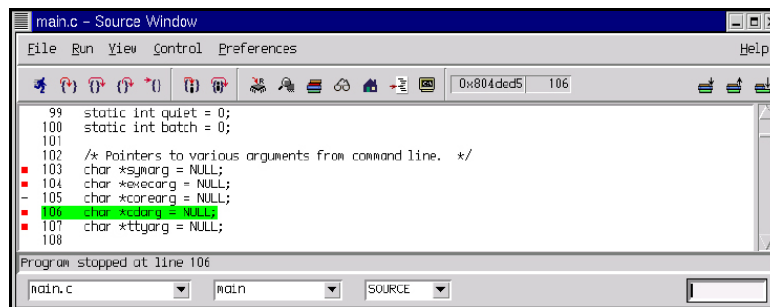 main.c – Source Window
File Run View Control Preferences Help
0x804ded5 106
99 static int quiet = 0;
100 static int batch = 0;
101
102 /* Pointers to various arguments from command line. */
103 char *symarg = NULL;
104 char *execarg = NULL;
105 char *corearg = NULL;
106 char *cdarg = NULL;
107 char *ttyarg = NULL;
108
Program stopped at line 106
main.c main SOURCE